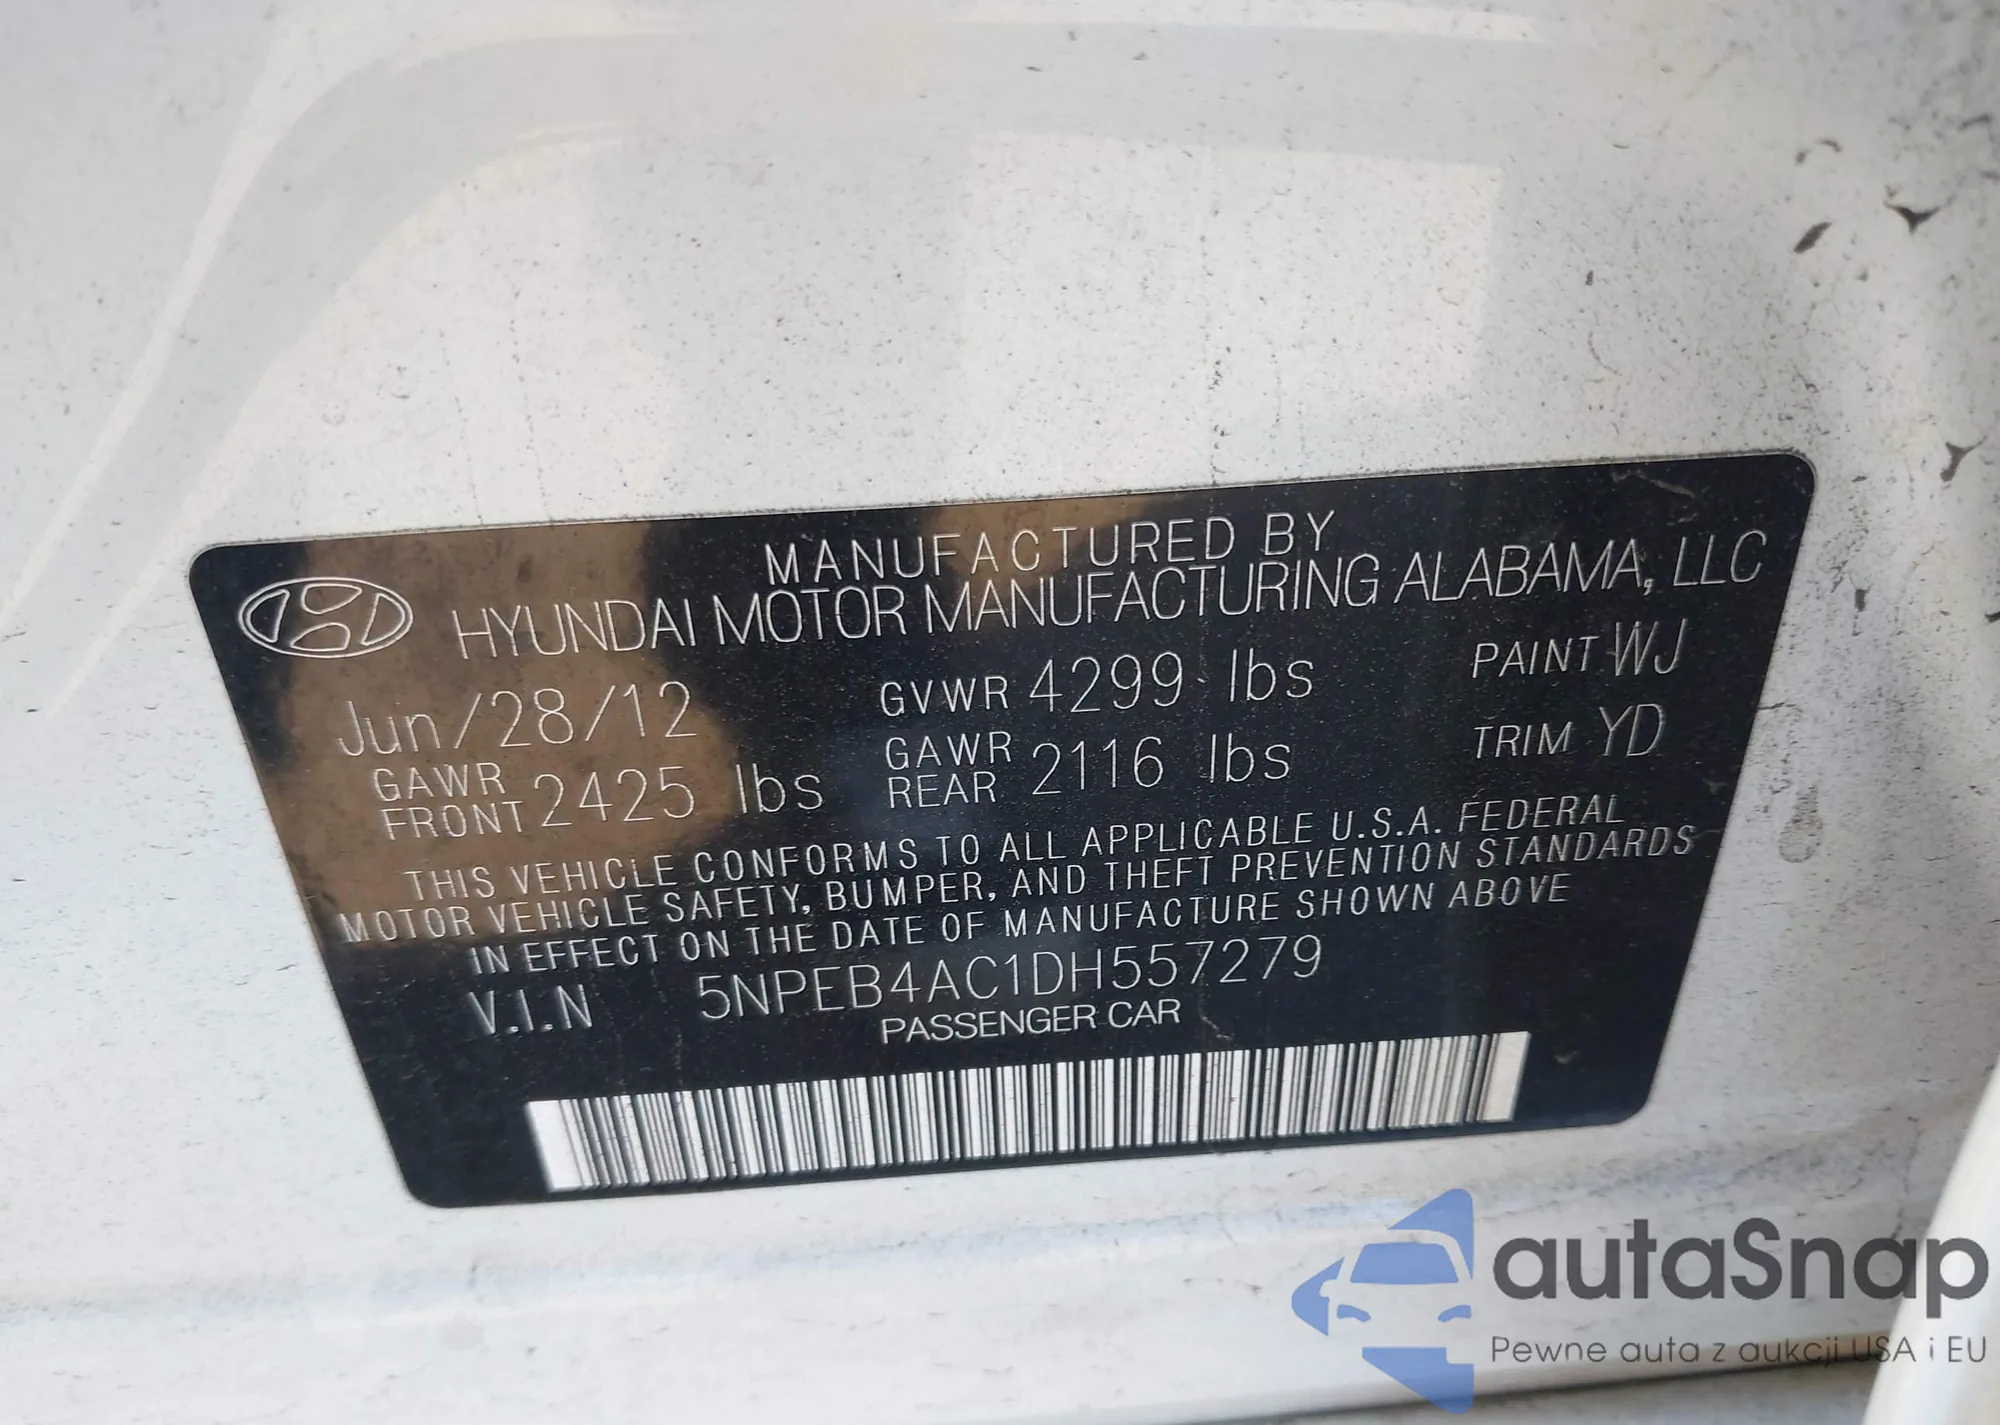 MANUFACTURED BY
HYUNDAI MOTOR MANUFACTURING ALABAMA, LLC
Jun/28/12 GVWR 4299 lbs PAINT WJ
GAWR FRONT 2425 lbs GAWR REAR 2116 lbs TRIM YD
THIS VEHICLE CONFORMS TO ALL APPLICABLE U.S.A. FEDERAL
MOTOR VEHICLE SAFETY, BUMPER, AND THEFT PREVENTION STANDARDS
IN EFFECT ON THE DATE OF MANUFACTURE SHOWN ABOVE
V.I.N 5NPEB4AC1DH557279
PASSENGER CAR
autaSnap
Pewne auta z aukcji USA i EU